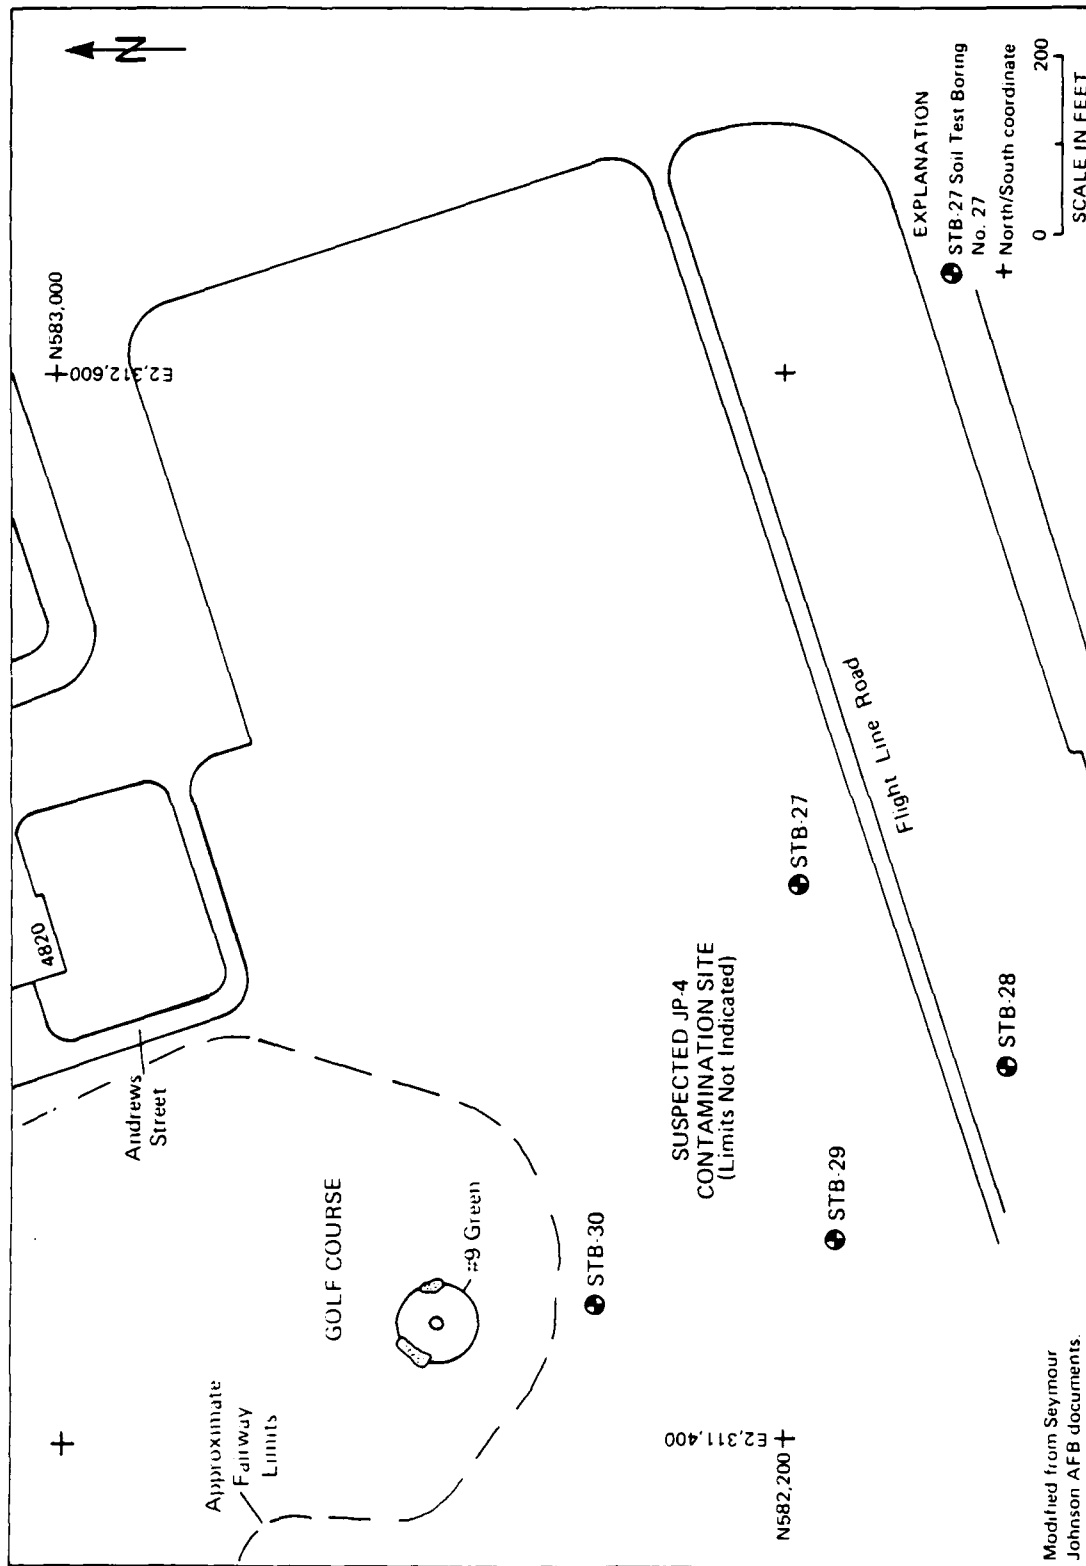 N
N583,000
E2,312,600
4820
Andrews
Street
GOLF COURSE
#9 Green
Approximate
Fairway
Limits
STB-30
SUSPECTED JP-4
CONTAMINATION SITE
(Limits Not Indicated)
STB-27
STB-29
STB-28
Flight Line Road
E2,311,400
N582,200
EXPLANATION
STB-27 Soil Test Boring
No. 27
+ North/South coordinate
0 200
SCALE IN FEET
Modified from Seymour
Johnson AFB documents.